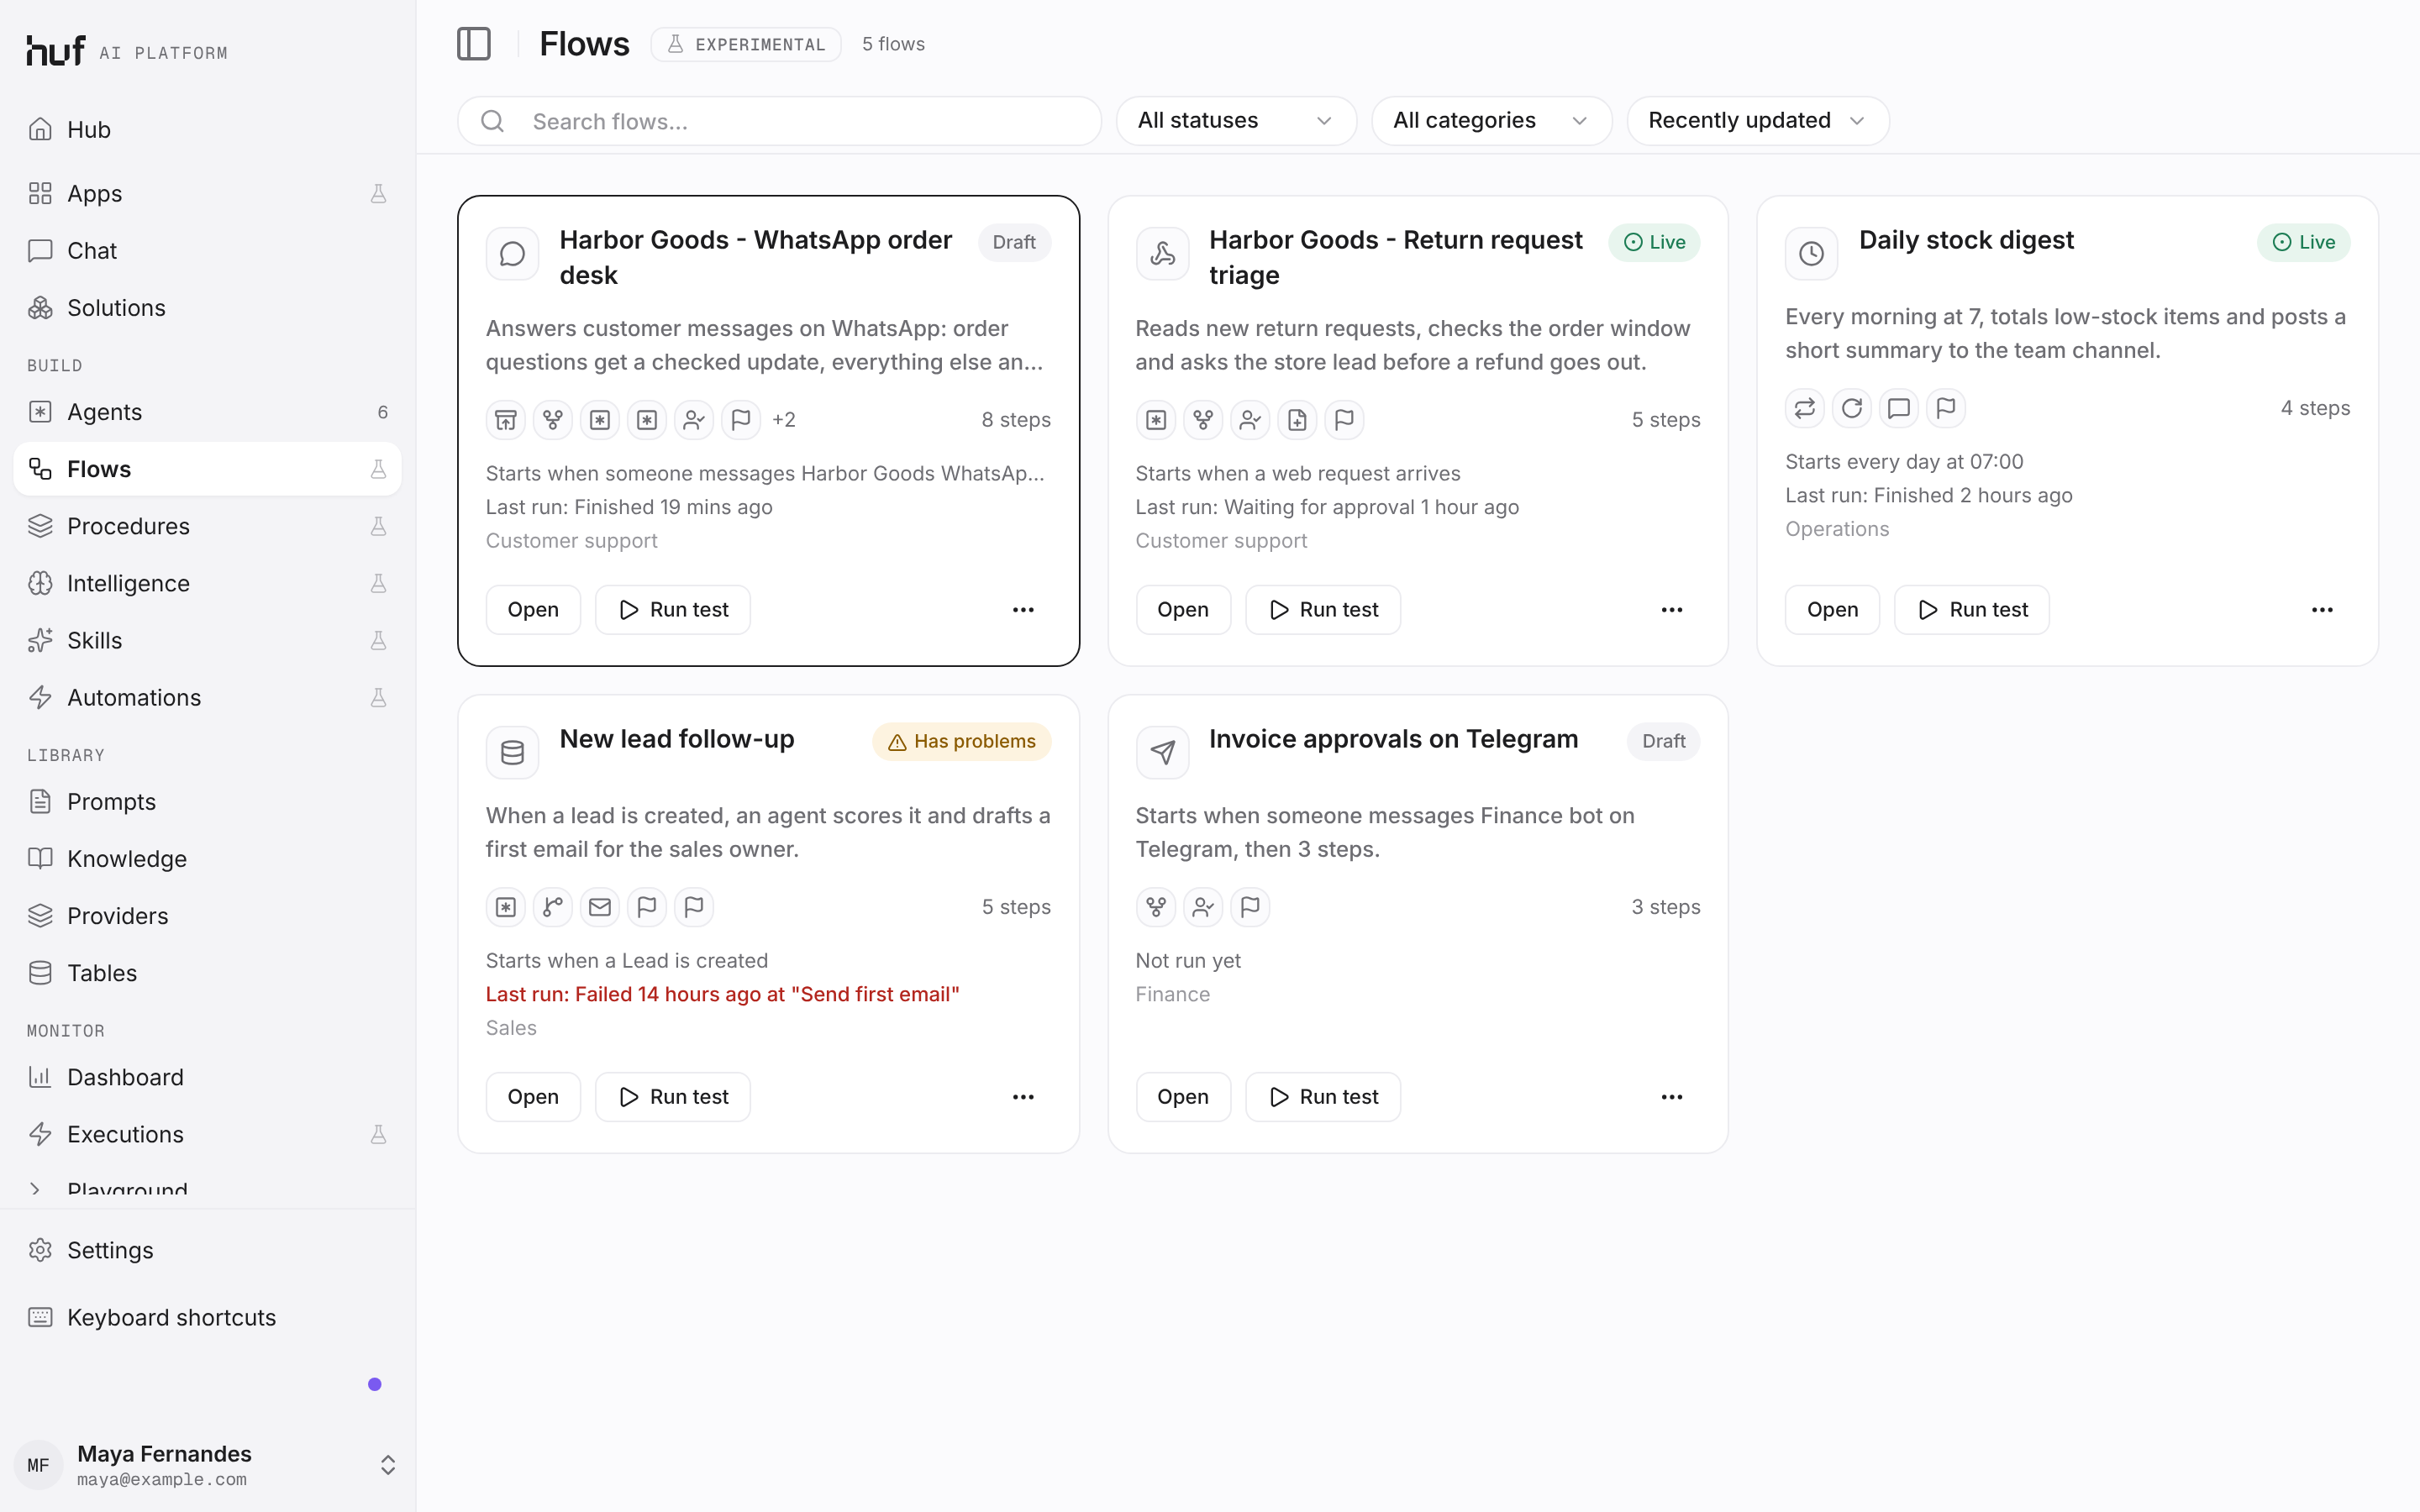 huf AI PLATFORM
Hub
Apps
Chat
Solutions
BUILD
Agents 6
Flows
Procedures
Intelligence
Skills
Automations
LIBRARY
Prompts
Knowledge
Providers
Tables
MONITOR
Dashboard
Executions
Playground
Settings
Keyboard shortcuts
MF
Maya Fernandes
maya@example.com
Flows EXPERIMENTAL 5 flows
Search flows...
All statuses
All categories
Recently updated
Harbor Goods - WhatsApp order
desk
Draft
Answers customer messages on WhatsApp: order
questions get a checked update, everything else an...
+2 8 steps
Starts when someone messages Harbor Goods WhatsAp...
Last run: Finished 19 mins ago
Customer support
Open Run test
Harbor Goods - Return request
triage
Live
Reads new return requests, checks the order window
and asks the store lead before a refund goes out.
5 steps
Starts when a web request arrives
Last run: Waiting for approval 1 hour ago
Customer support
Open Run test
Daily stock digest
Live
Every morning at 7, totals low-stock items and posts a
short summary to the team channel.
4 steps
Starts every day at 07:00
Last run: Finished 2 hours ago
Operations
Open Run test
New lead follow-up
Has problems
When a lead is created, an agent scores it and drafts a
first email for the sales owner.
5 steps
Starts when a Lead is created
Last run: Failed 14 hours ago at "Send first email"
Sales
Open Run test
Invoice approvals on Telegram
Draft
Starts when someone messages Finance bot on
Telegram, then 3 steps.
3 steps
Not run yet
Finance
Open Run test